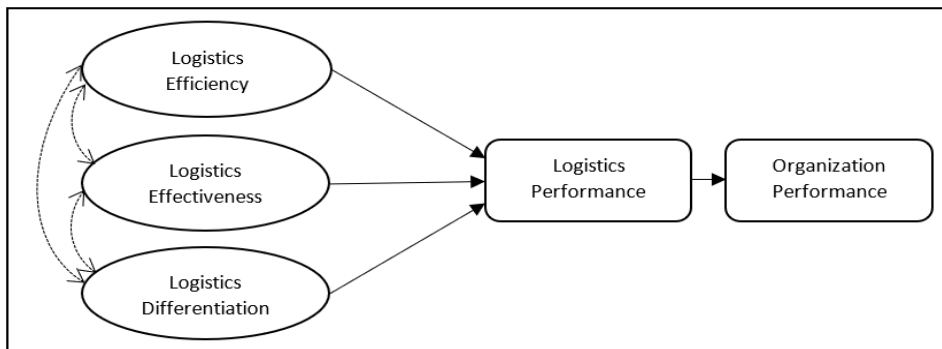 Logistics
Efficiency
Logistics
Effectiveness
Logistics
Differentiation
Logistics
Performance
Organization
Performance